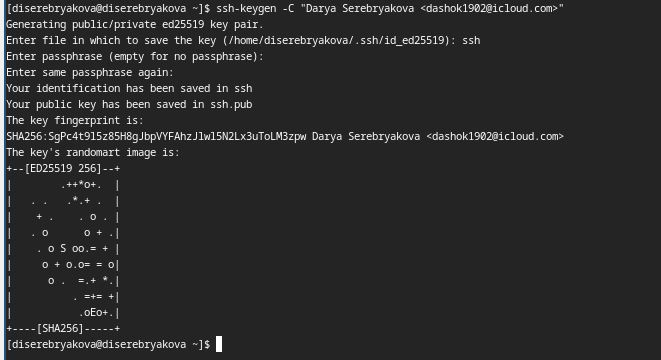 [diserebryakova@diserebryakova ~]$ ssh-keygen -C "Darya Serebryakova <dashok1902@icloud.com>"
Generating public/private ed25519 key pair.
Enter file in which to save the key (/home/diserebryakova/.ssh/id_ed25519): ssh
Enter passphrase (empty for no passphrase):
Enter same passphrase again:
Your identification has been saved in ssh
Your public key has been saved in ssh.pub
The key fingerprint is:
SHA256:SgPc4t9l5z85H8gJbpVYFAhzJlwl5N2Lx3uToLM3zpw Darya Serebryakova <dashok1902@icloud.com>
The key's randomart image is:
+--[ED25519 256]--+
|        .++*o+.  |
|   . .   .*.+ .  |
|    + .    . o . |
|   . o      o + .|
|    . o S oo.= + |
|     o + o.o= = o|
|      o .  =.+ *.|
|          . =+= +|
|           .oEo+.|
+----[SHA256]-----+
[diserebryakova@diserebryakova ~]$